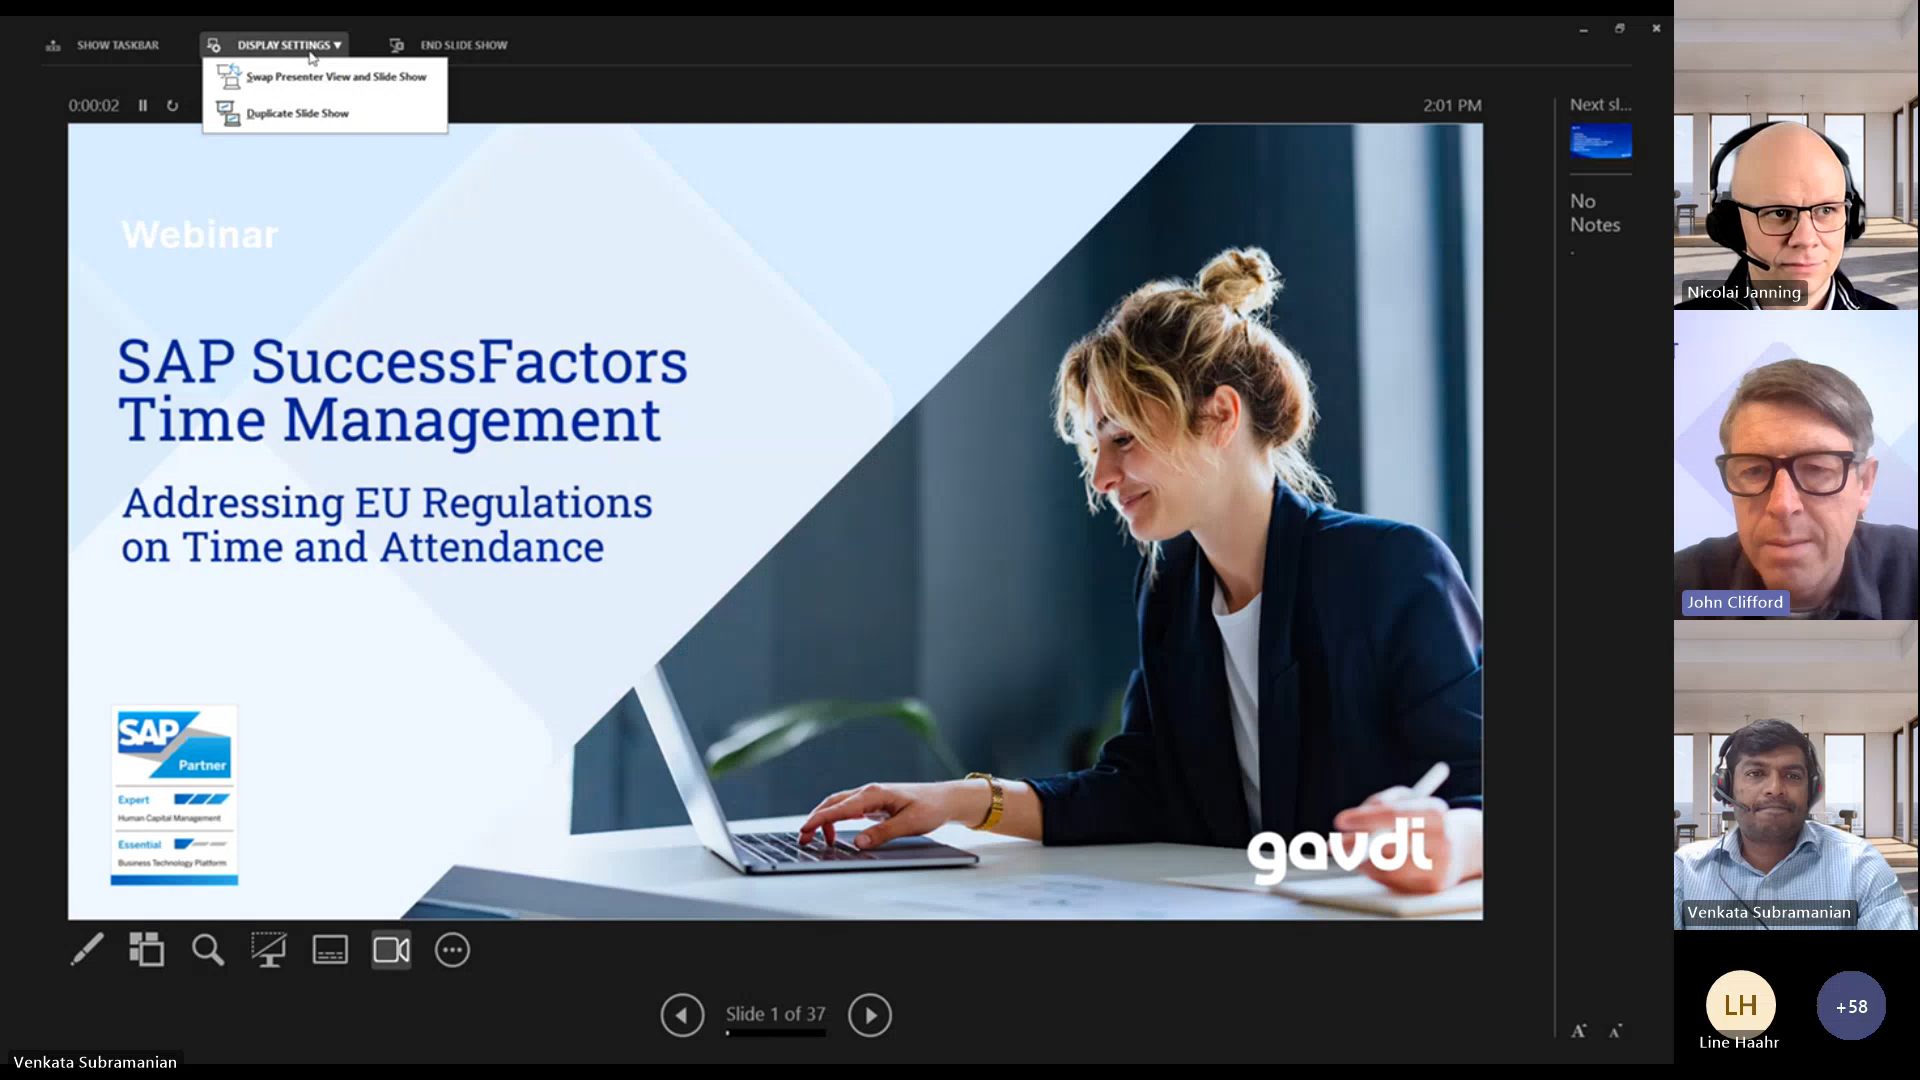 SHOW TASKBAR
DISPLAY SETTINGS ▼
END SLIDE SHOW
Swap Presenter View and Slide Show
Duplicate Slide Show
0:00:02
2:01 PM
Next sl...
No
Notes
.
Webinar
SAP SuccessFactors
Time Management
Addressing EU Regulations
on Time and Attendance
SAP
Partner
Expert
Human Capital Management
Essential
Business Technology Platform
gavdi
Slide 1 of 37
A
A
Nicolai Janning
John Clifford
Venkata Subramanian
LH
Line Haahr
+58
Venkata Subramanian